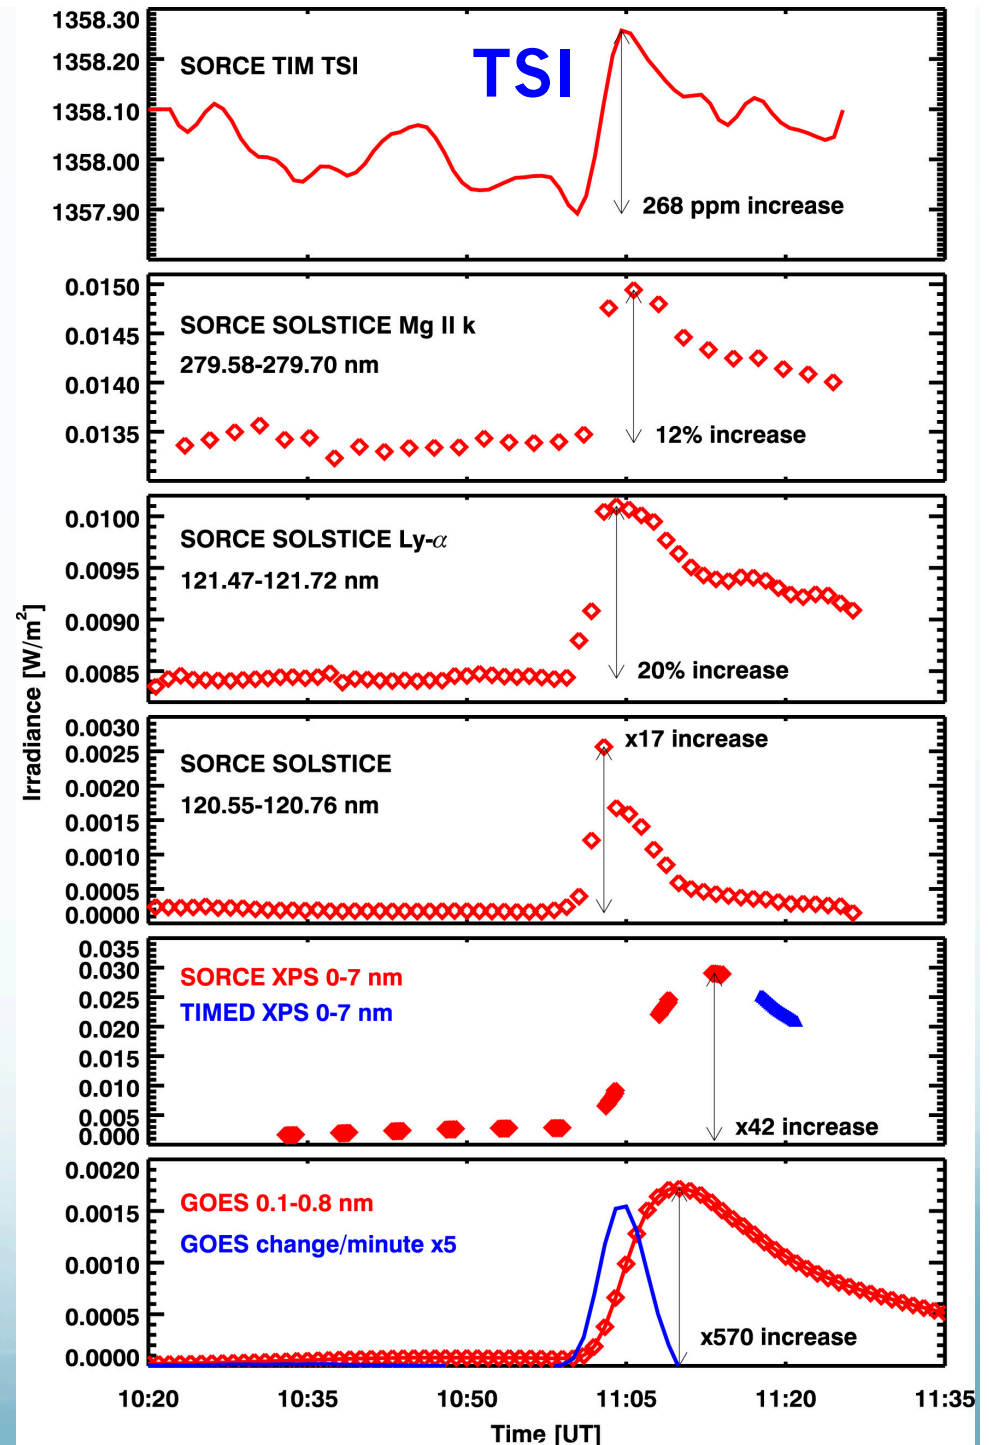 1358.30
1358.20
1358.10
1358.00
1357.90
SORCE TIM TSI
TSI
268 ppm increase
0.0150
0.0145
0.0140
0.0135
SORCE SOLSTICE Mg II k
279.58-279.70 nm
12% increase
0.0100
0.0095
0.0090
0.0085
SORCE SOLSTICE Ly-α
121.47-121.72 nm
20% increase
Irradiance [W/m²]
0.0030
0.0025
0.0020
0.0015
0.0010
0.0005
0.0000
SORCE SOLSTICE
120.55-120.76 nm
x17 increase
0.035
0.030
0.025
0.020
0.015
0.010
0.005
0.000
SORCE XPS 0-7 nm
TIMED XPS 0-7 nm
x42 increase
0.0020
0.0015
0.0010
0.0005
0.0000
GOES 0.1-0.8 nm
GOES change/minute x5
x570 increase
10:20 10:35 10:50 11:05 11:20 11:35
Time [UT]